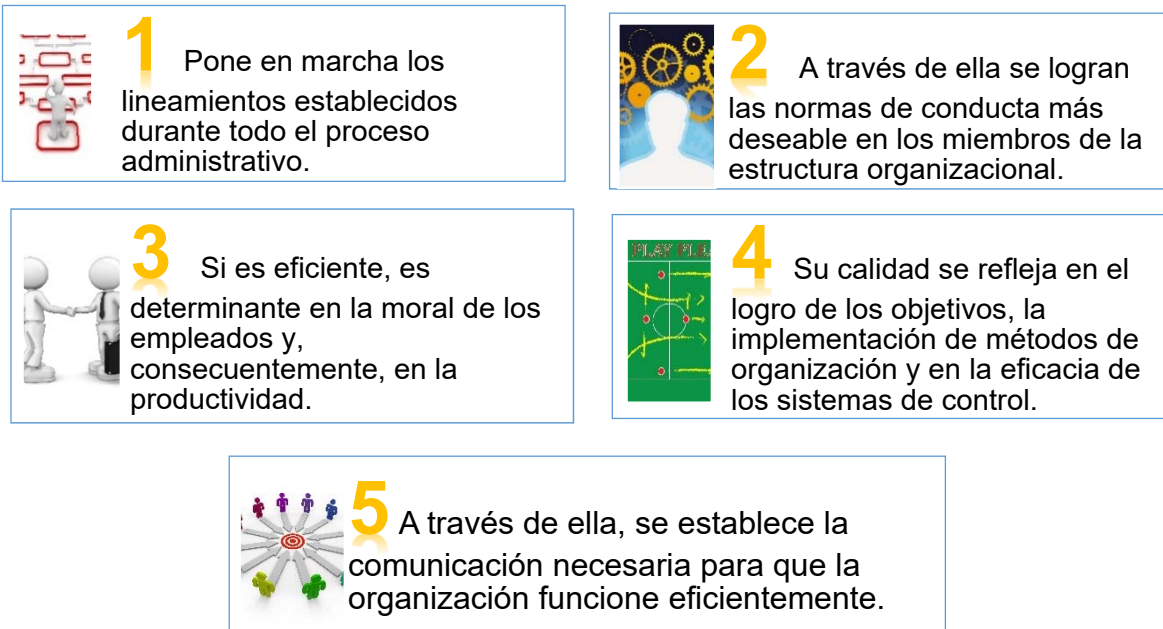 1 Pone en marcha los
lineamientos establecidos
durante todo el proceso
administrativo.
2 A través de ella se logran
las normas de conducta más
deseable en los miembros de la
estructura organizacional.
3 Si es eficiente, es
determinante en la moral de los
empleados y,
consecuentemente, en la
productividad.
PLAY
4 Su calidad se refleja en el
logro de los objetivos, la
implementación de métodos de
organización y en la eficacia de
los sistemas de control.
5 A través de ella, se establece la
comunicación necesaria para que la
organización funcione eficientemente.